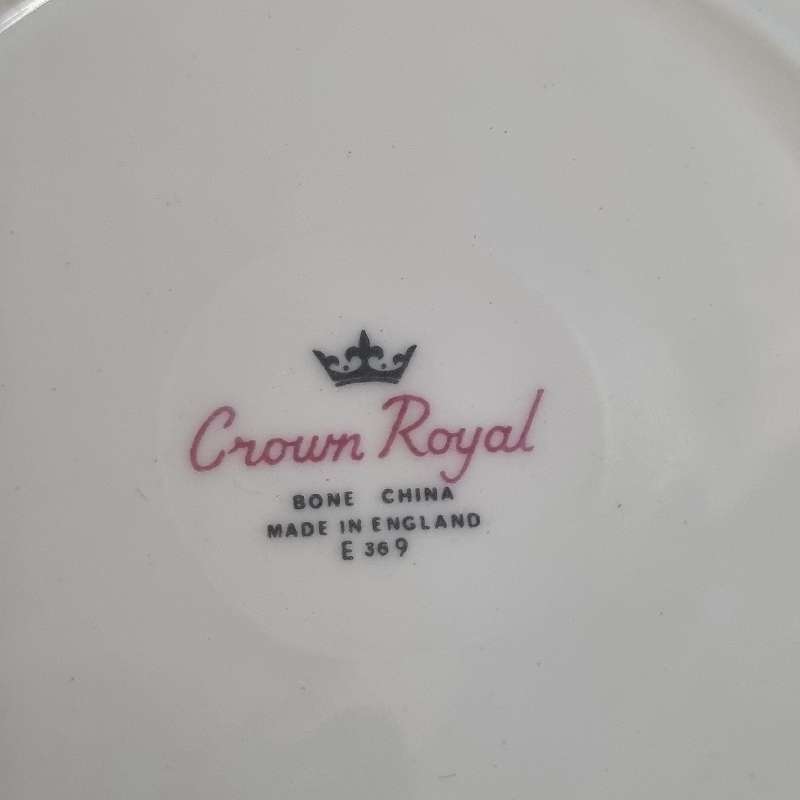 Crown Royal
BONE CHINA
MADE IN ENGLAND
E 369